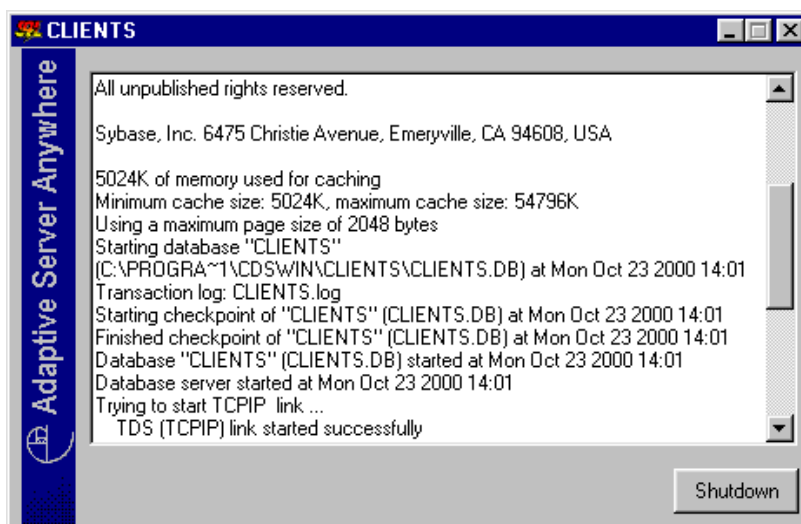 CLIENTS
Adaptive Server Anywhere
All unpublished rights reserved.
Sybase, Inc. 6475 Christie Avenue, Emeryville, CA 94608, USA
5024K of memory used for caching
Minimum cache size: 5024K, maximum cache size: 54796K
Using a maximum page size of 2048 bytes
Starting database "CLIENTS"
(C:\PROGRA~1\CDSWIN\CLIENTS\CLIENTS.DB) at Mon Oct 23 2000 14:01
Transaction log: CLIENTS.log
Starting checkpoint of "CLIENTS" (CLIENTS.DB) at Mon Oct 23 2000 14:01
Finished checkpoint of "CLIENTS" (CLIENTS.DB) at Mon Oct 23 2000 14:01
Database "CLIENTS" (CLIENTS.DB) started at Mon Oct 23 2000 14:01
Database server started at Mon Oct 23 2000 14:01
Trying to start TCPIP link ...
TDS (TCPIP) link started successfully
Shutdown